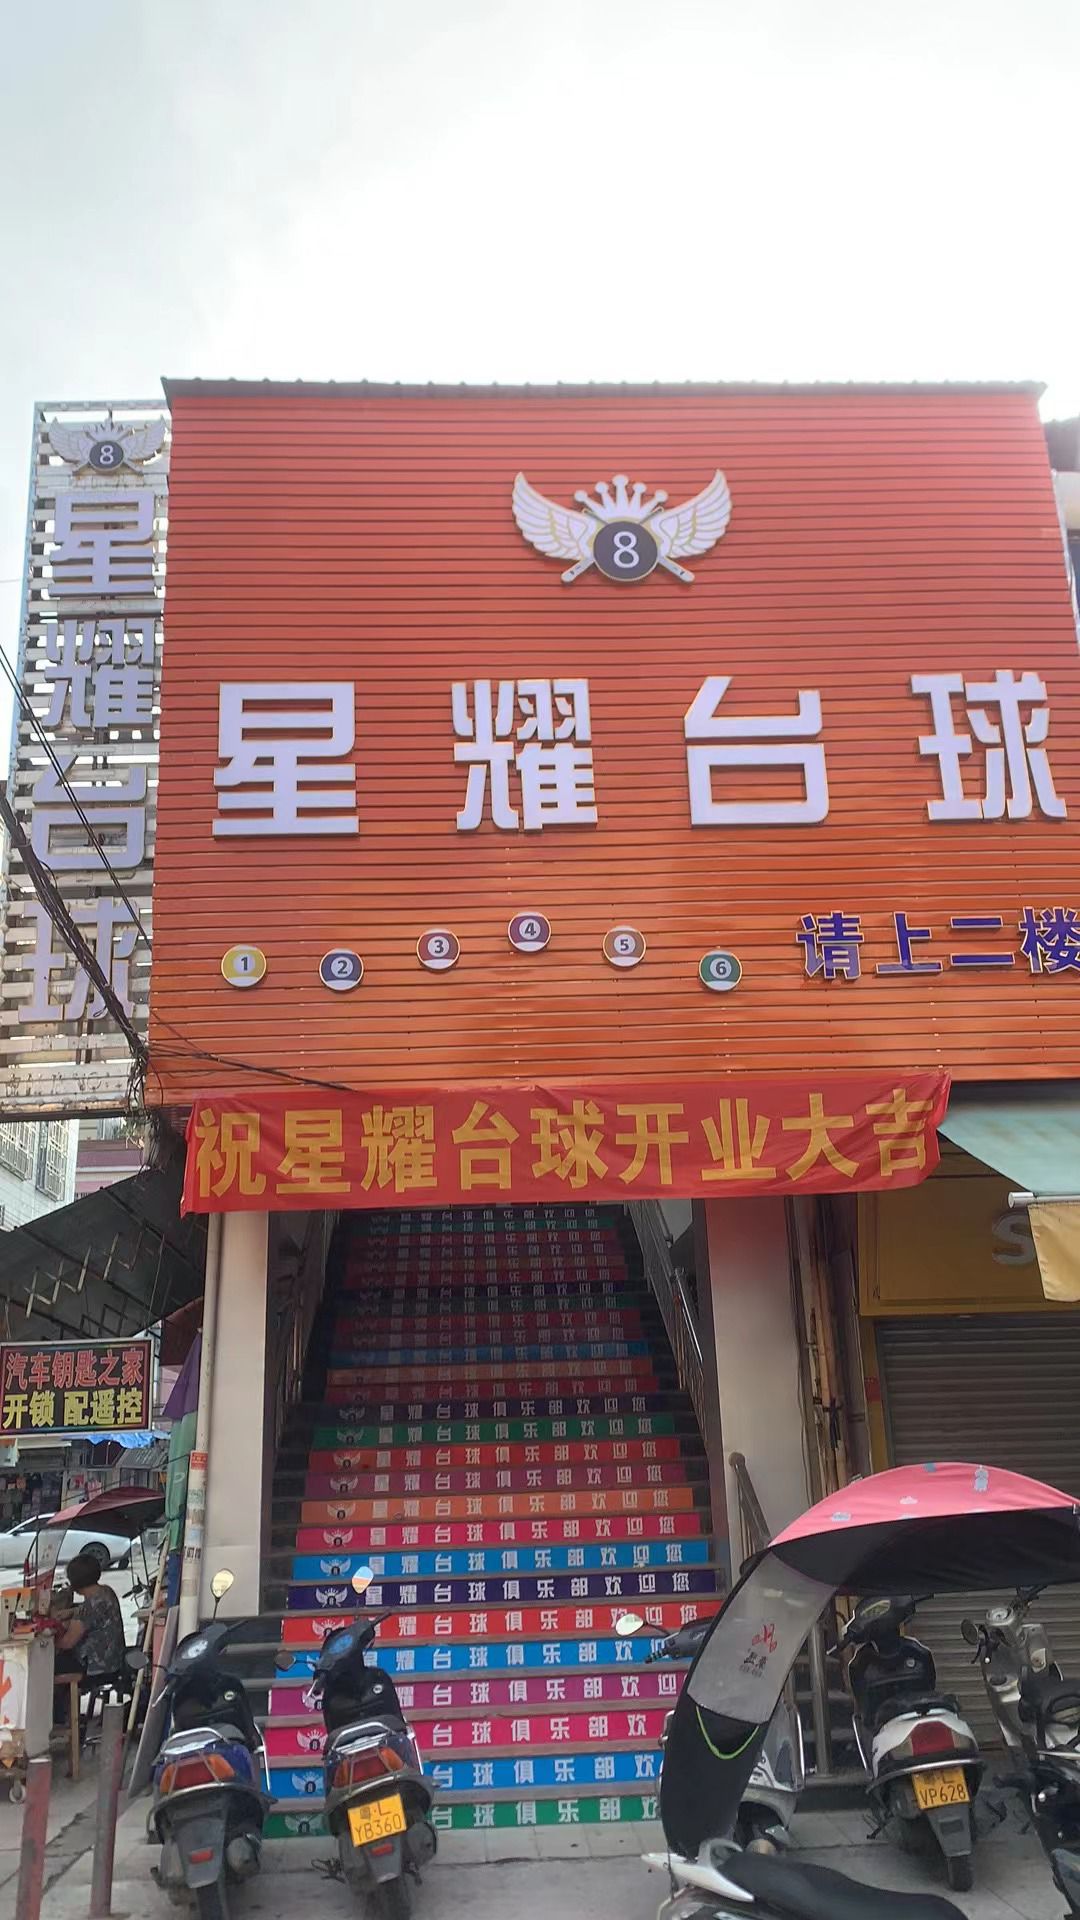 8
8
星耀台球
星耀台球
1 2 3 4 5 6
请上二楼
祝星耀台球开业大吉
汽车钥匙之家
开锁 配遥控
星耀台球俱乐部欢迎您
星耀台球俱乐部欢迎您
星耀台球俱乐部欢迎您
星耀台球俱乐部欢迎您
星耀台球俱乐部欢迎您
星耀台球俱乐部欢迎您
星耀台球俱乐部欢迎您
8 星耀台球俱乐部欢迎您
星耀台球俱乐部欢迎您
星耀台球俱乐部欢迎
耀台球俱乐部欢迎
台球俱乐部欢
8 台球俱乐部欢
台球俱乐部欢
粤·L
YB360
粤·L
VP628